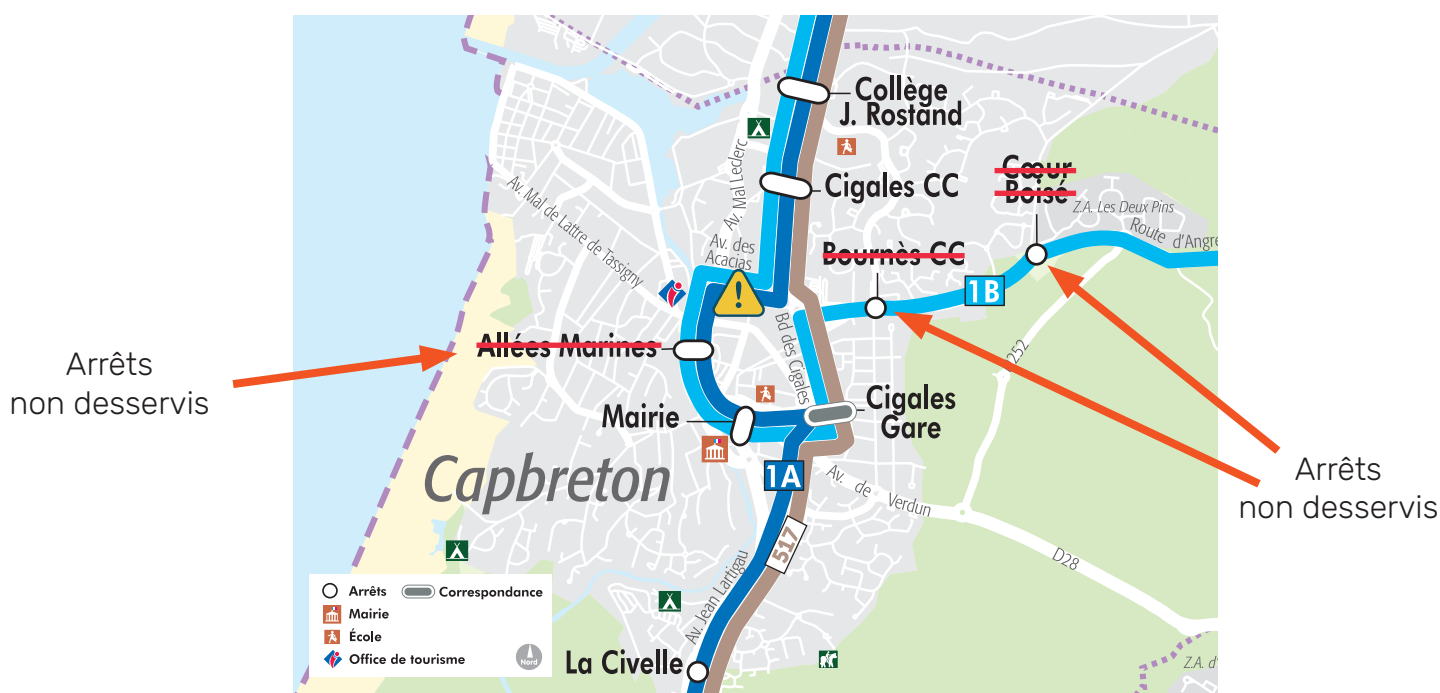 Collège
J. Rostand
Av. Mal Leclerc
Cigales CC
Cœur
Boisé
Z.A. Les Deux Pins
Route d'Angre
Av. Mal de Lattre de Tassigny
Av. des
Acacias
Bournès CC
1B
Bd des Cigales
252
Allées Marines
Arrêts
non desservis
Mairie
Cigales
Gare
Capbreton
1A
Av. de Verdun
Arrêts
non desservis
517
D28
Av. Jean Lartigau
Arrêts
Correspondance
Mairie
École
Office de tourisme
Nord
La Civelle
Z.A. d'